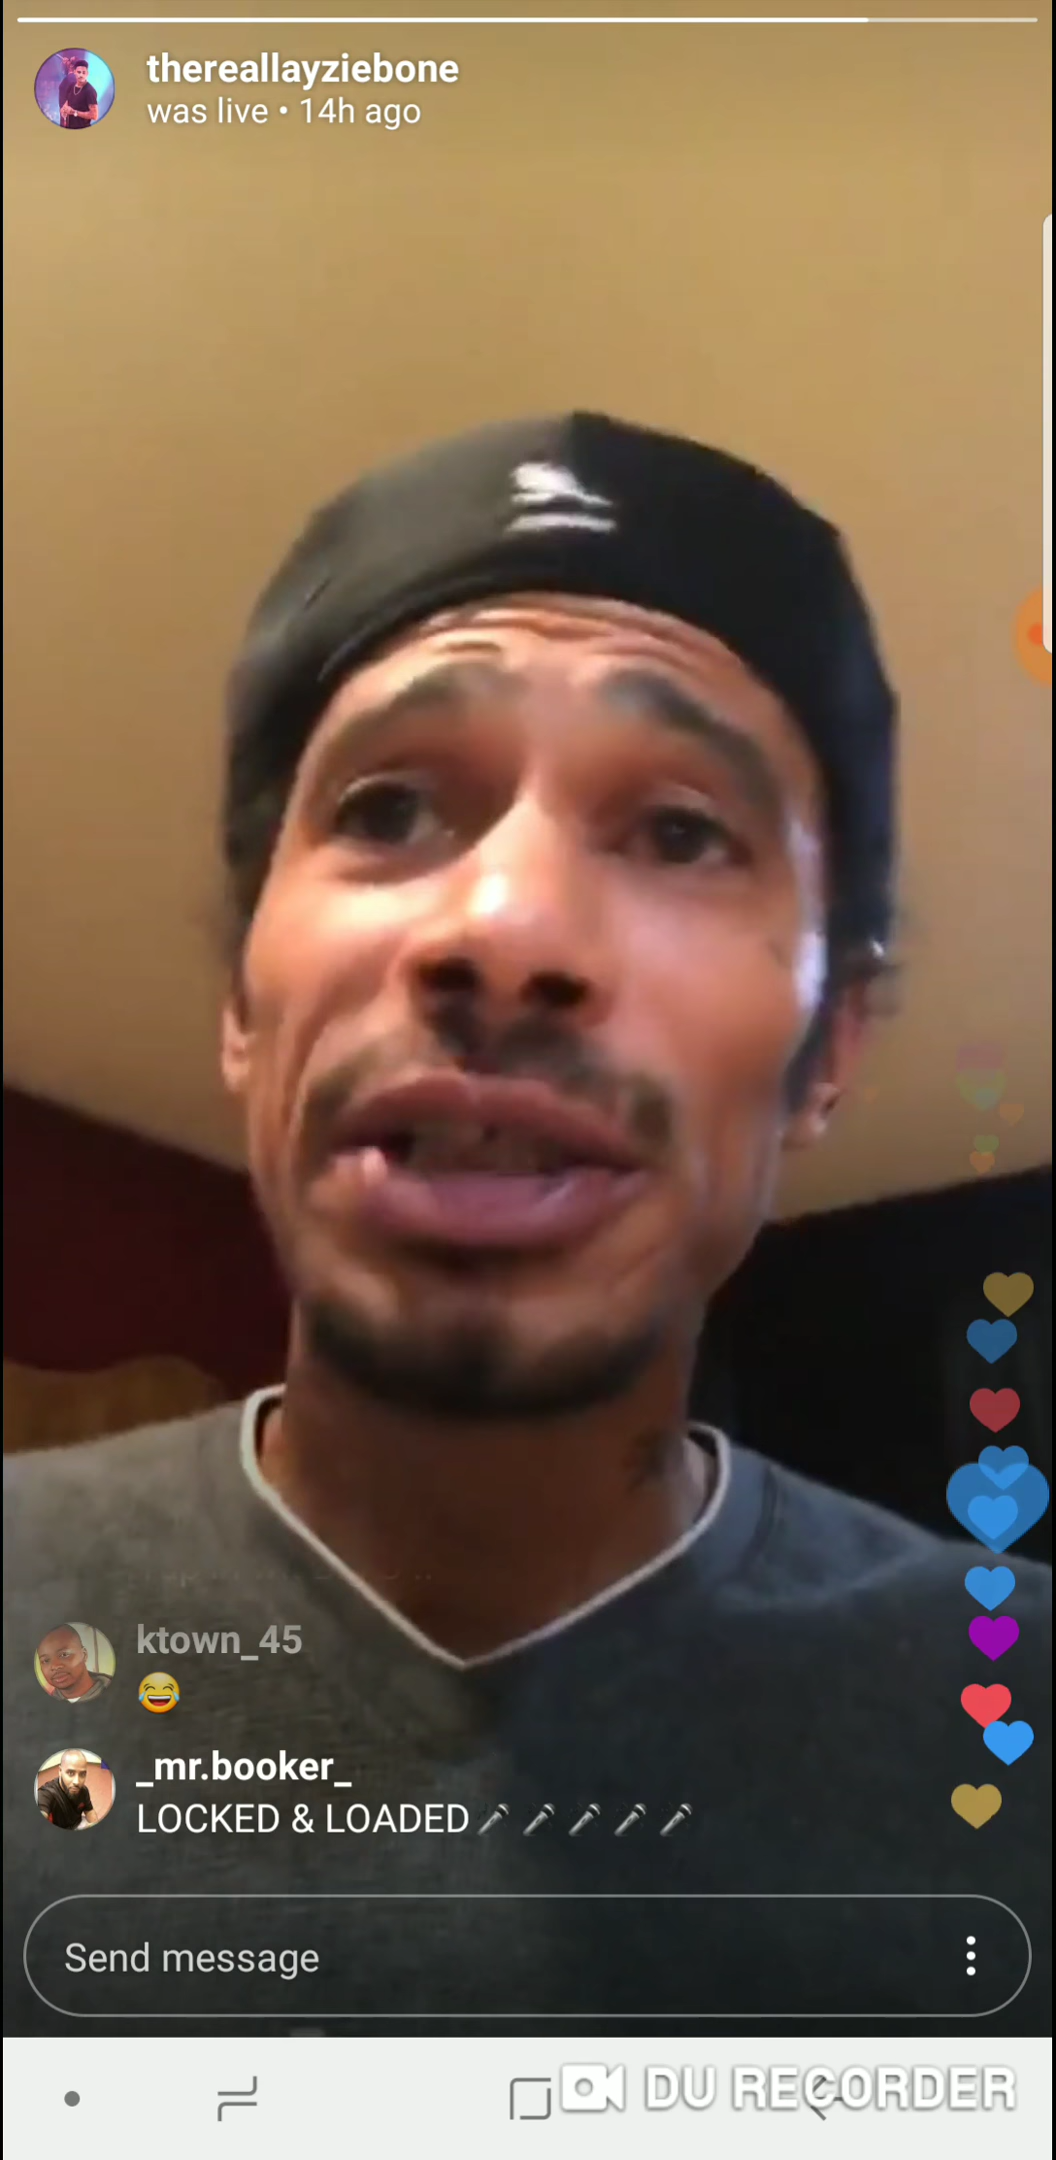 thereallayziebone
was live • 14h ago
ktown_45
😂
_mr.booker_
LOCKED & LOADED🎤🎤🎤🎤🎤
Send message
DU RECORDER